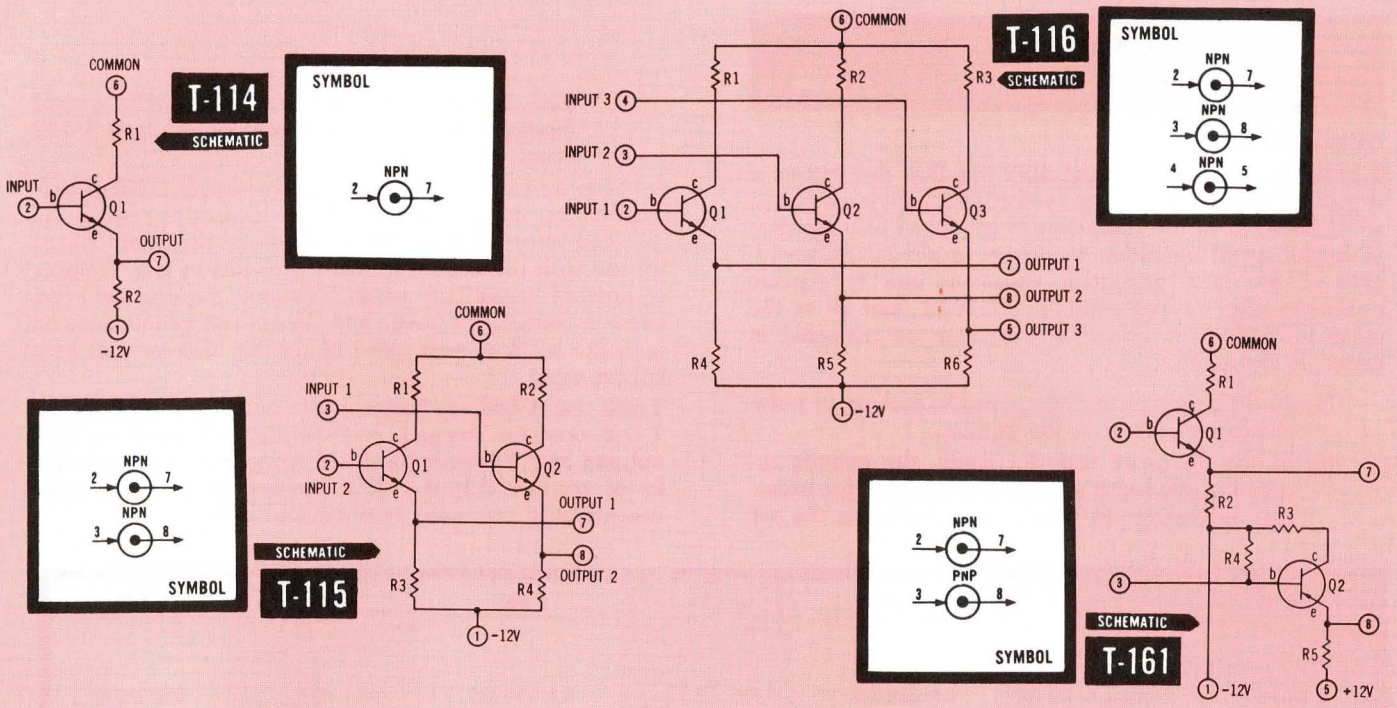 COMMON
6
T-114
SCHEMATIC
R1
INPUT
2
b
c
Q1
e
OUTPUT
7
R2
1
-12V
SYMBOL
NPN
2
7
6 COMMON
R1
R2
R3
INPUT 3 4
INPUT 2 3
INPUT 1 2
b
c
Q1
e
b
c
Q2
e
b
c
Q3
e
7 OUTPUT 1
8 OUTPUT 2
5 OUTPUT 3
R4
R5
R6
1 -12V
T-116
SCHEMATIC
SYMBOL
NPN
2 7
NPN
3 8
NPN
4 5
NPN
2 7
NPN
3 8
SYMBOL
SCHEMATIC
T-115
COMMON
6
R1
R2
INPUT 1
3
2
INPUT 2
b
c
Q1
e
b
c
Q2
e
OUTPUT 1
7
8
OUTPUT 2
R3
R4
1 -12V
NPN
2 7
PNP
3 8
SYMBOL
SCHEMATIC
T-161
6 COMMON
R1
2
b
c
Q1
e
7
R2
R3
R4
3
b
c
Q2
e
8
R5
1 -12V
5 +12V